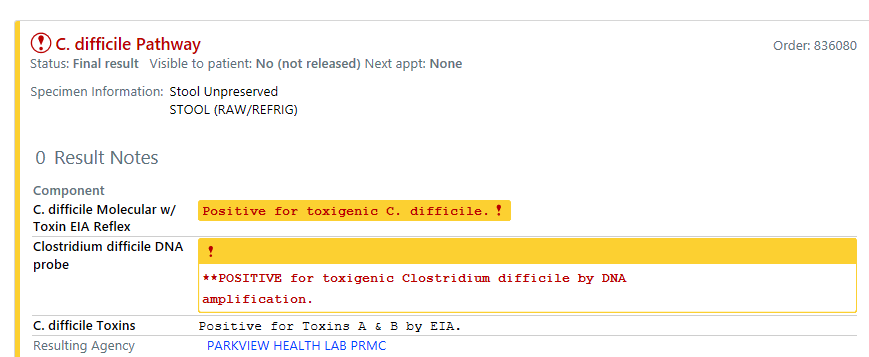 C. difficile Pathway
Order: 836080
Status: Final result Visible to patient: No (not released) Next appt: None
Specimen Information: Stool Unpreserved
STOOL (RAW/REFRIG)
0 Result Notes
Component
C. difficile Molecular w/ Toxin EIA Reflex
Positive for toxigenic C. difficile. !
Clostridium difficile DNA probe
!
**POSITIVE for toxigenic Clostridium difficile by DNA
amplification.
C. difficile Toxins Positive for Toxins A & B by EIA.
Resulting Agency PARKVIEW HEALTH LAB PRMC